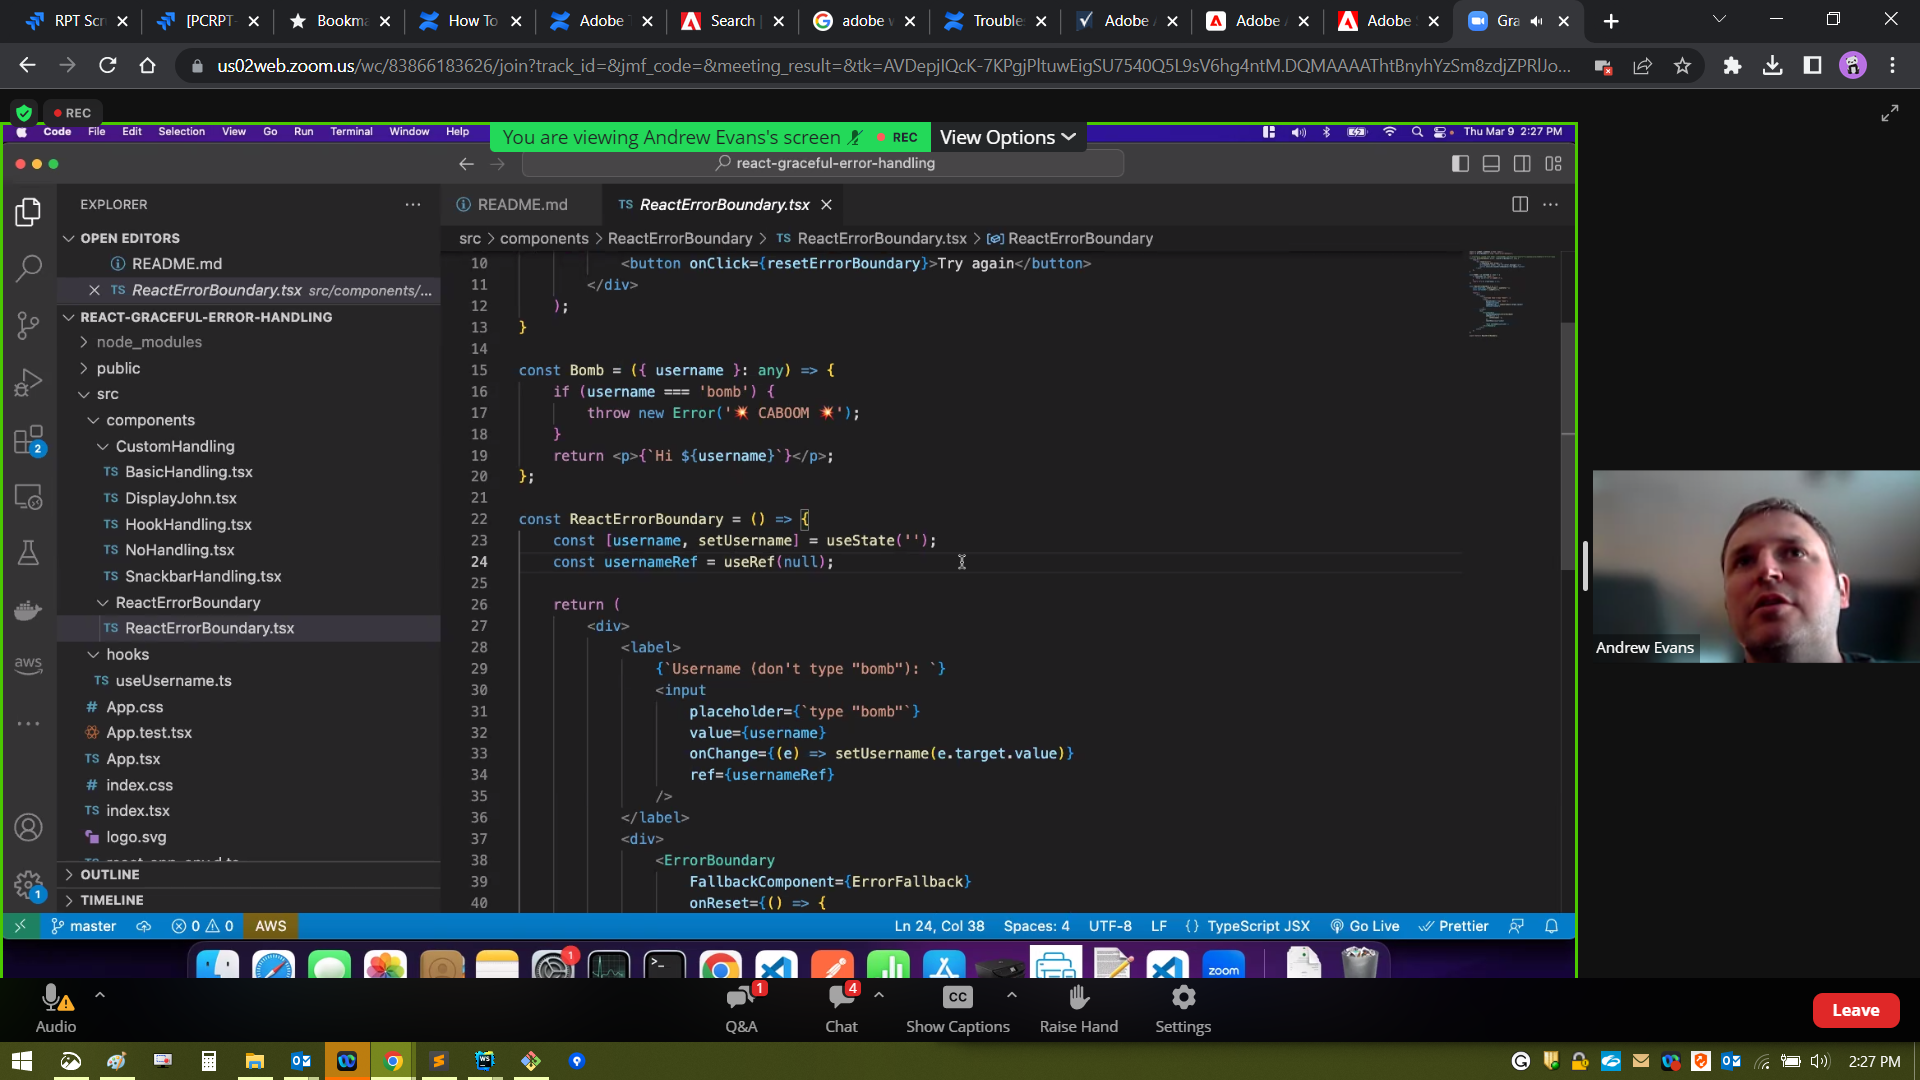 RPT Scr
[PCRPT-
Bookma
How To
Adobe T
Search |
adobe w
Trouble
Adobe A
Adobe A
Adobe S
Gra
us02web.zoom.us/wc/83866183626/join?track_id=&jmf_code=&meeting_result=&tk=AVDepjIQcK-7KPgjPltuwEigSU7540Q5L9sV6hg4ntM.DQMAAAAThtBnyhYzSm8zdjZPRlJo...
REC
Code File Edit Selection View Go Run Terminal Window Help
You are viewing Andrew Evans's screen REC View Options
Thu Mar 9 2:27 PM
react-graceful-error-handling
EXPLORER
README.md
TS ReactErrorBoundary.tsx
src > components > ReactErrorBoundary > TS ReactErrorBoundary.tsx > ReactErrorBoundary
OPEN EDITORS
README.md
TS ReactErrorBoundary.tsx src/components/...
REACT-GRACEFUL-ERROR-HANDLING
node_modules
public
src
components
CustomHandling
TS BasicHandling.tsx
TS DisplayJohn.tsx
TS HookHandling.tsx
TS NoHandling.tsx
TS SnackbarHandling.tsx
ReactErrorBoundary
TS ReactErrorBoundary.tsx
hooks
TS useUsername.ts
# App.css
App.test.tsx
TS App.tsx
# index.css
TS index.tsx
logo.svg
OUTLINE
TIMELINE
2
aws
1
10 <button onClick={resetErrorBoundary}>Try again</button>
11 </div>
12 );
13 }
14
15 const Bomb = ({ username }: any) => {
16 if (username === 'bomb') {
17 throw new Error('💥 CABOOM 💥');
18 }
19 return <p>{`Hi ${username}`}</p>;
20 };
21
22 const ReactErrorBoundary = () => {
23 const [username, setUsername] = useState('');
24 const usernameRef = useRef(null);
25
26 return (
27 <div>
28 <label>
29 {`Username (don't type "bomb"): `}
30 <input
31 placeholder={`type "bomb"`}
32 value={username}
33 onChange={(e) => setUsername(e.target.value)}
34 ref={usernameRef}
35 />
36 </label>
37 <div>
38 <ErrorBoundary
39 FallbackComponent={ErrorFallback}
40 onReset={() => {
Andrew Evans
master 0 0 AWS Ln 24, Col 38 Spaces: 4 UTF-8 LF {} TypeScript JSX Go Live Prettier
1
zoom
Audio
1
Q&A
4
Chat
CC
Show Captions
Raise Hand
Settings
Leave
2:27 PM